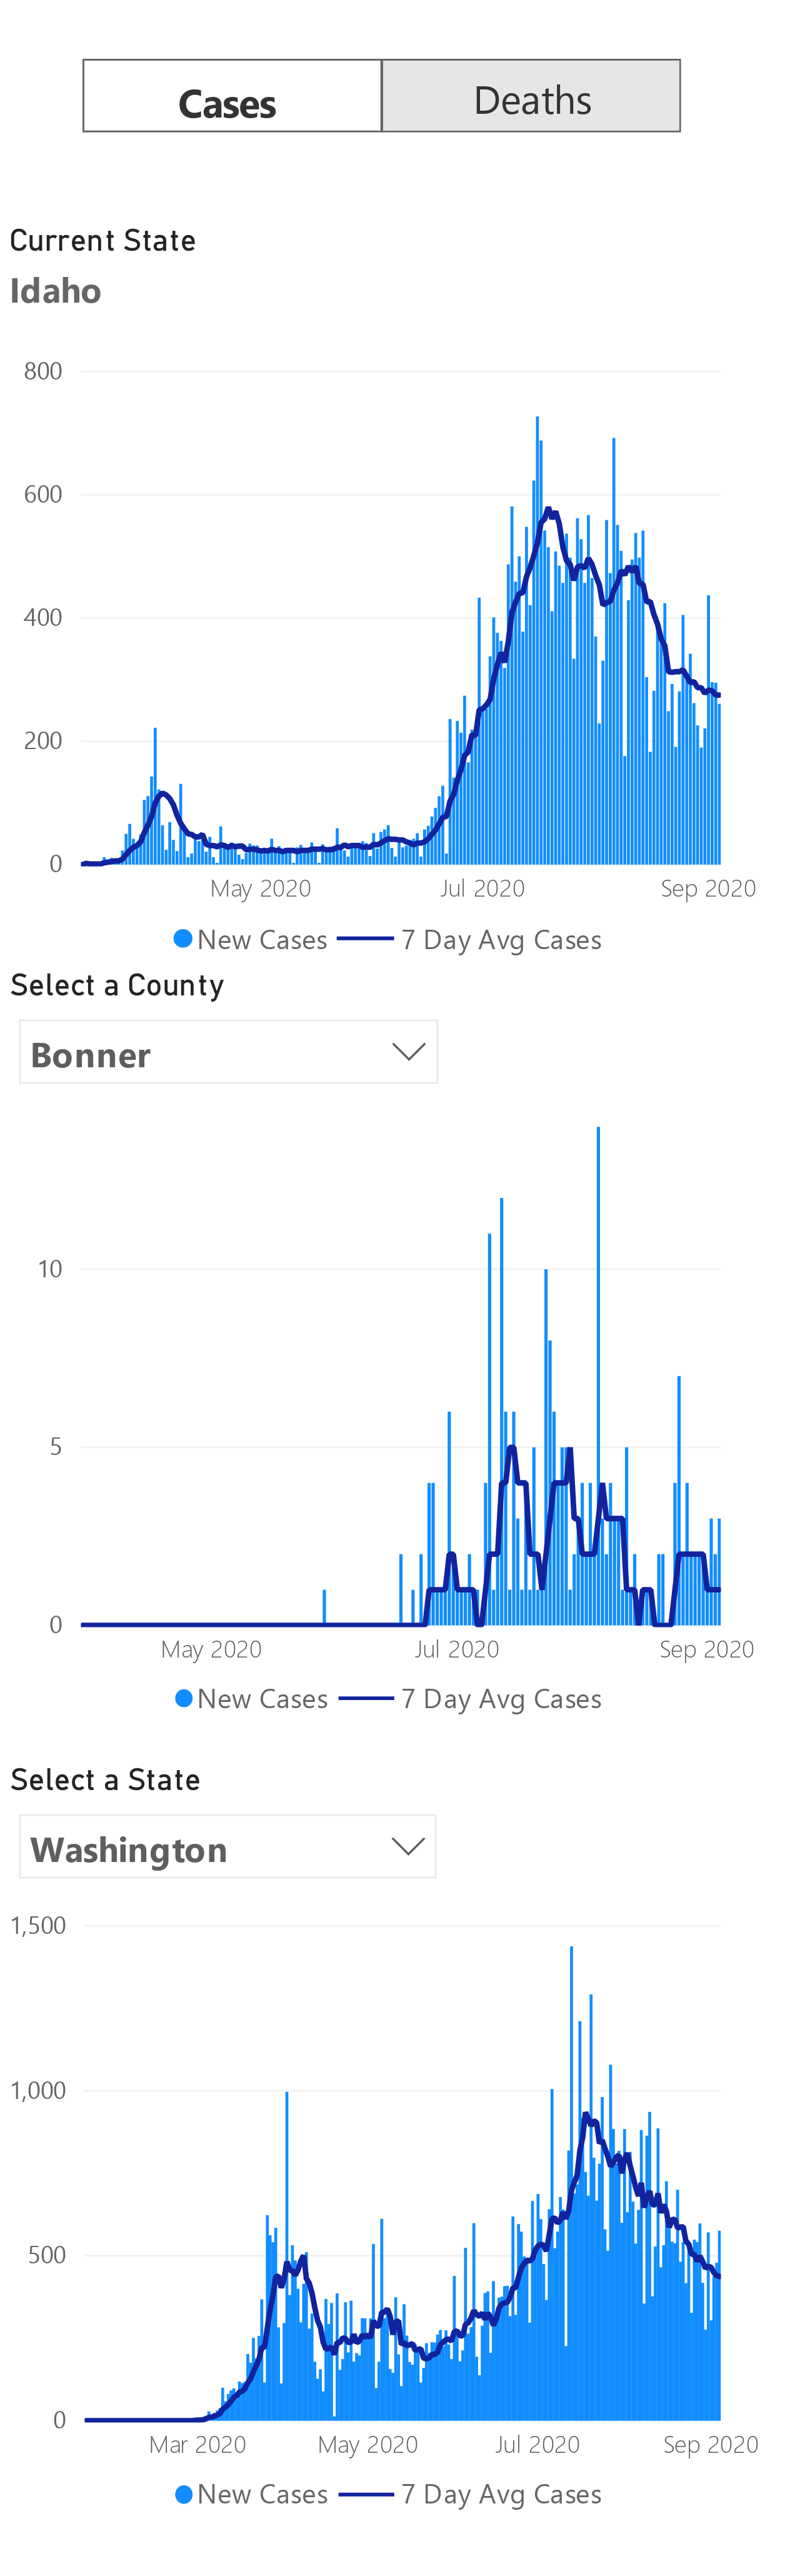 Cases Deaths
Current State
Idaho
800
600
400
200
0
May 2020 Jul 2020 Sep 2020
New Cases 7 Day Avg Cases
Select a County
Bonner
10
5
0
May 2020 Jul 2020 Sep 2020
New Cases 7 Day Avg Cases
Select a State
Washington
1,500
1,000
500
0
Mar 2020 May 2020 Jul 2020 Sep 2020
New Cases 7 Day Avg Cases